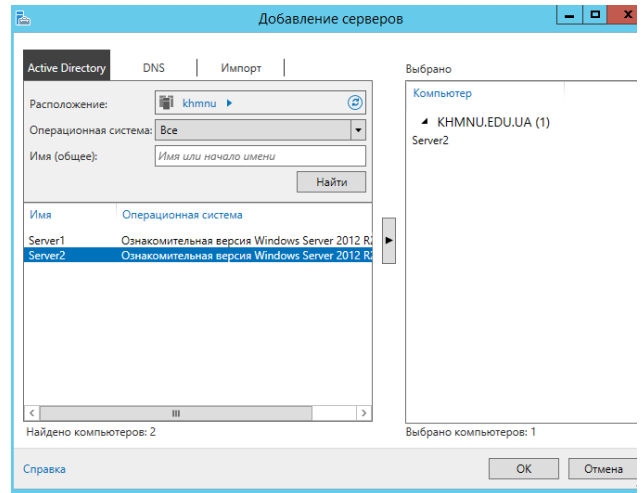 Добавление серверов
Active Directory
DNS
Импорт
Расположение:
khmnu
Операционная система:
Все
Имя (общее):
Имя или начало имени
Найти
Имя
Операционная система
Server1
Ознакомительная версия Windows Server 2012 R2
Server2
Ознакомительная версия Windows Server 2012 R2
Найдено компьютеров: 2
Выбрано
Компьютер
KHMNU.EDU.UA (1)
Server2
Выбрано компьютеров: 1
Справка
OK
Отмена